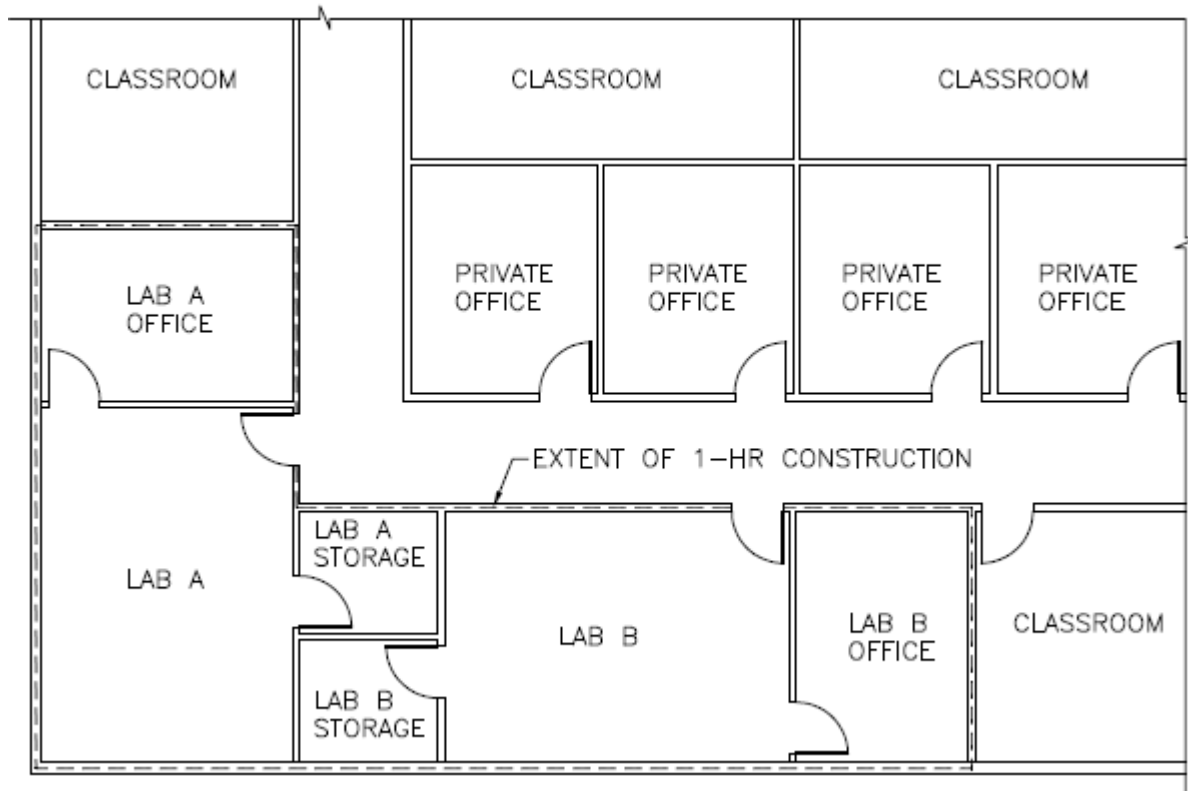 CLASSROOM
CLASSROOM
CLASSROOM
LAB A
OFFICE
PRIVATE
OFFICE
PRIVATE
OFFICE
PRIVATE
OFFICE
PRIVATE
OFFICE
EXTENT OF 1-HR CONSTRUCTION
LAB A
STORAGE
LAB A
LAB B
LAB B
OFFICE
CLASSROOM
LAB B
STORAGE